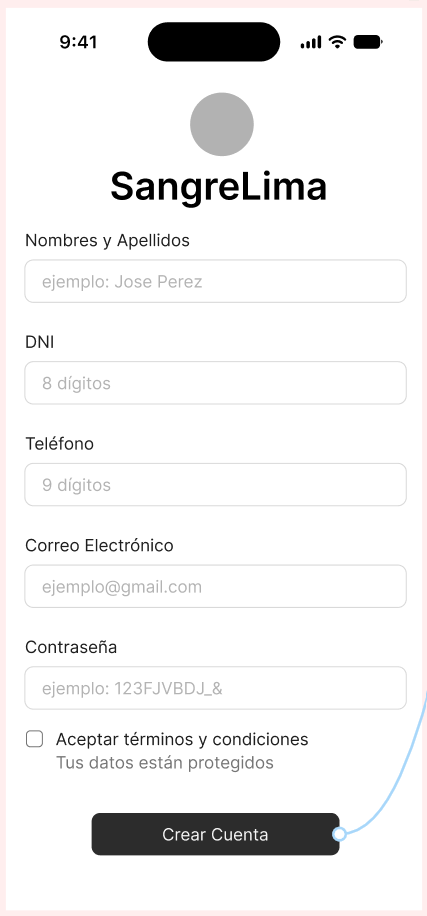 9:41
SangreLima
Nombres y Apellidos
ejemplo: Jose Perez
DNI
8 dígitos
Teléfono
9 dígitos
Correo Electrónico
ejemplo@gmail.com
Contraseña
ejemplo: 123FJVBDJ_&
Aceptar términos y condiciones
Tus datos están protegidos
Crear Cuenta